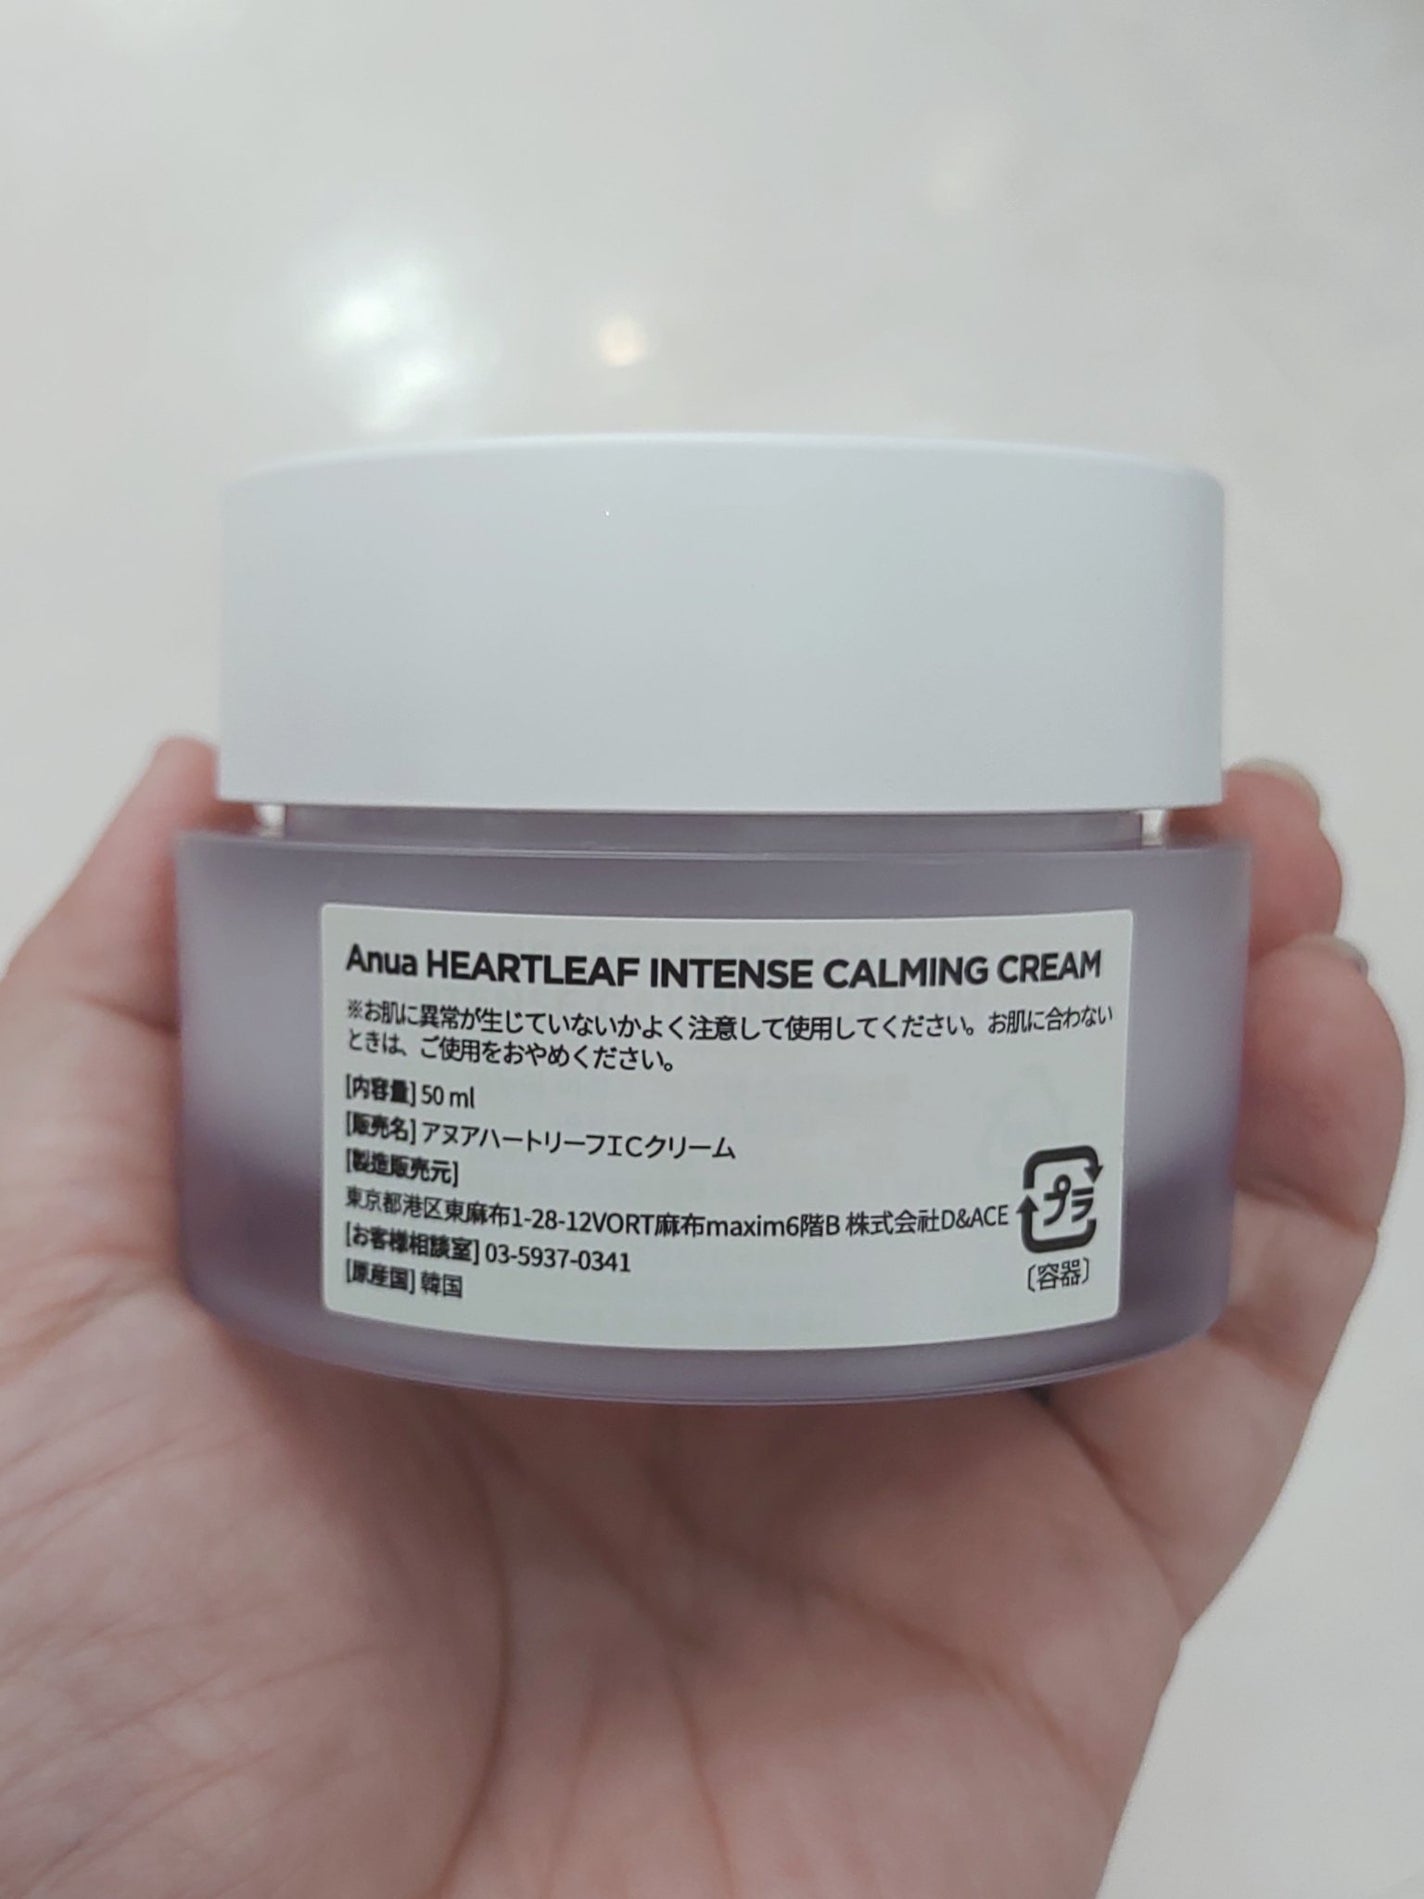 Anua HEARTLEAF INTENSE CALMING CREAM
※お肌に異常が生じていないかよく注意して使用してください。お肌に合わない
ときは、ご使用をおやめください。
[内容量] 50 ml
[販売名] アヌアハートリーフICクリーム
[製造販売元]
東京都港区東麻布1-28-12VORT麻布maxim6階B 株式会社D&ACE
[お客様相談室] 03-5937-0341
[原産国] 韓国
プラ
〔容器〕